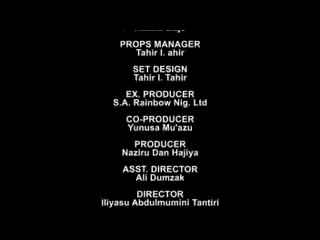 PROPS MANAGER
Tahir I. ahir
SET DESIGN
Tahir I. Tahir
EX. PRODUCER
S.A. Rainbow Nig. Ltd
CO-PRODUCER
Yunusa Mu'azu
PRODUCER
Naziru Dan Hajiya
ASST. DIRECTOR
Ali Dumzak
DIRECTOR
Iliyasu Abdulmumini Tantiri